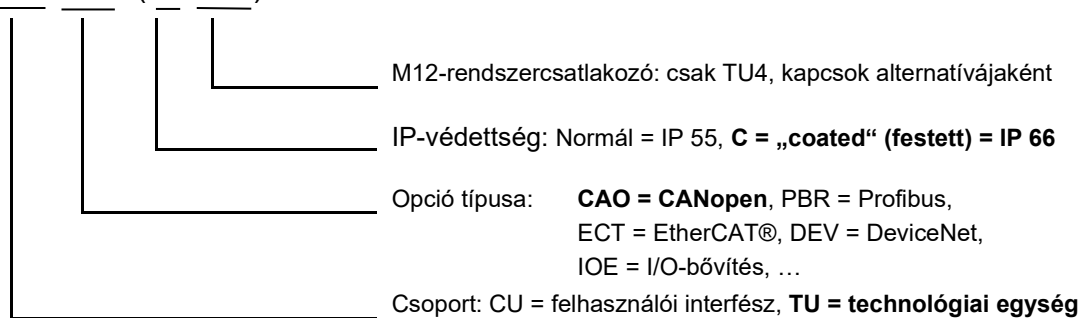 M12-rendszercsatlakozó: csak TU4, kapcsok alternatívájaként
IP-védettség: Normál = IP 55, C = „coated“ (festett) = IP 66
Opció típusa: CAO = CANopen, PBR = Profibus,
ECT = EtherCAT®, DEV = DeviceNet,
IOE = I/O-bővítés, …
Csoport: CU = felhasználói interfész, TU = technológiai egység